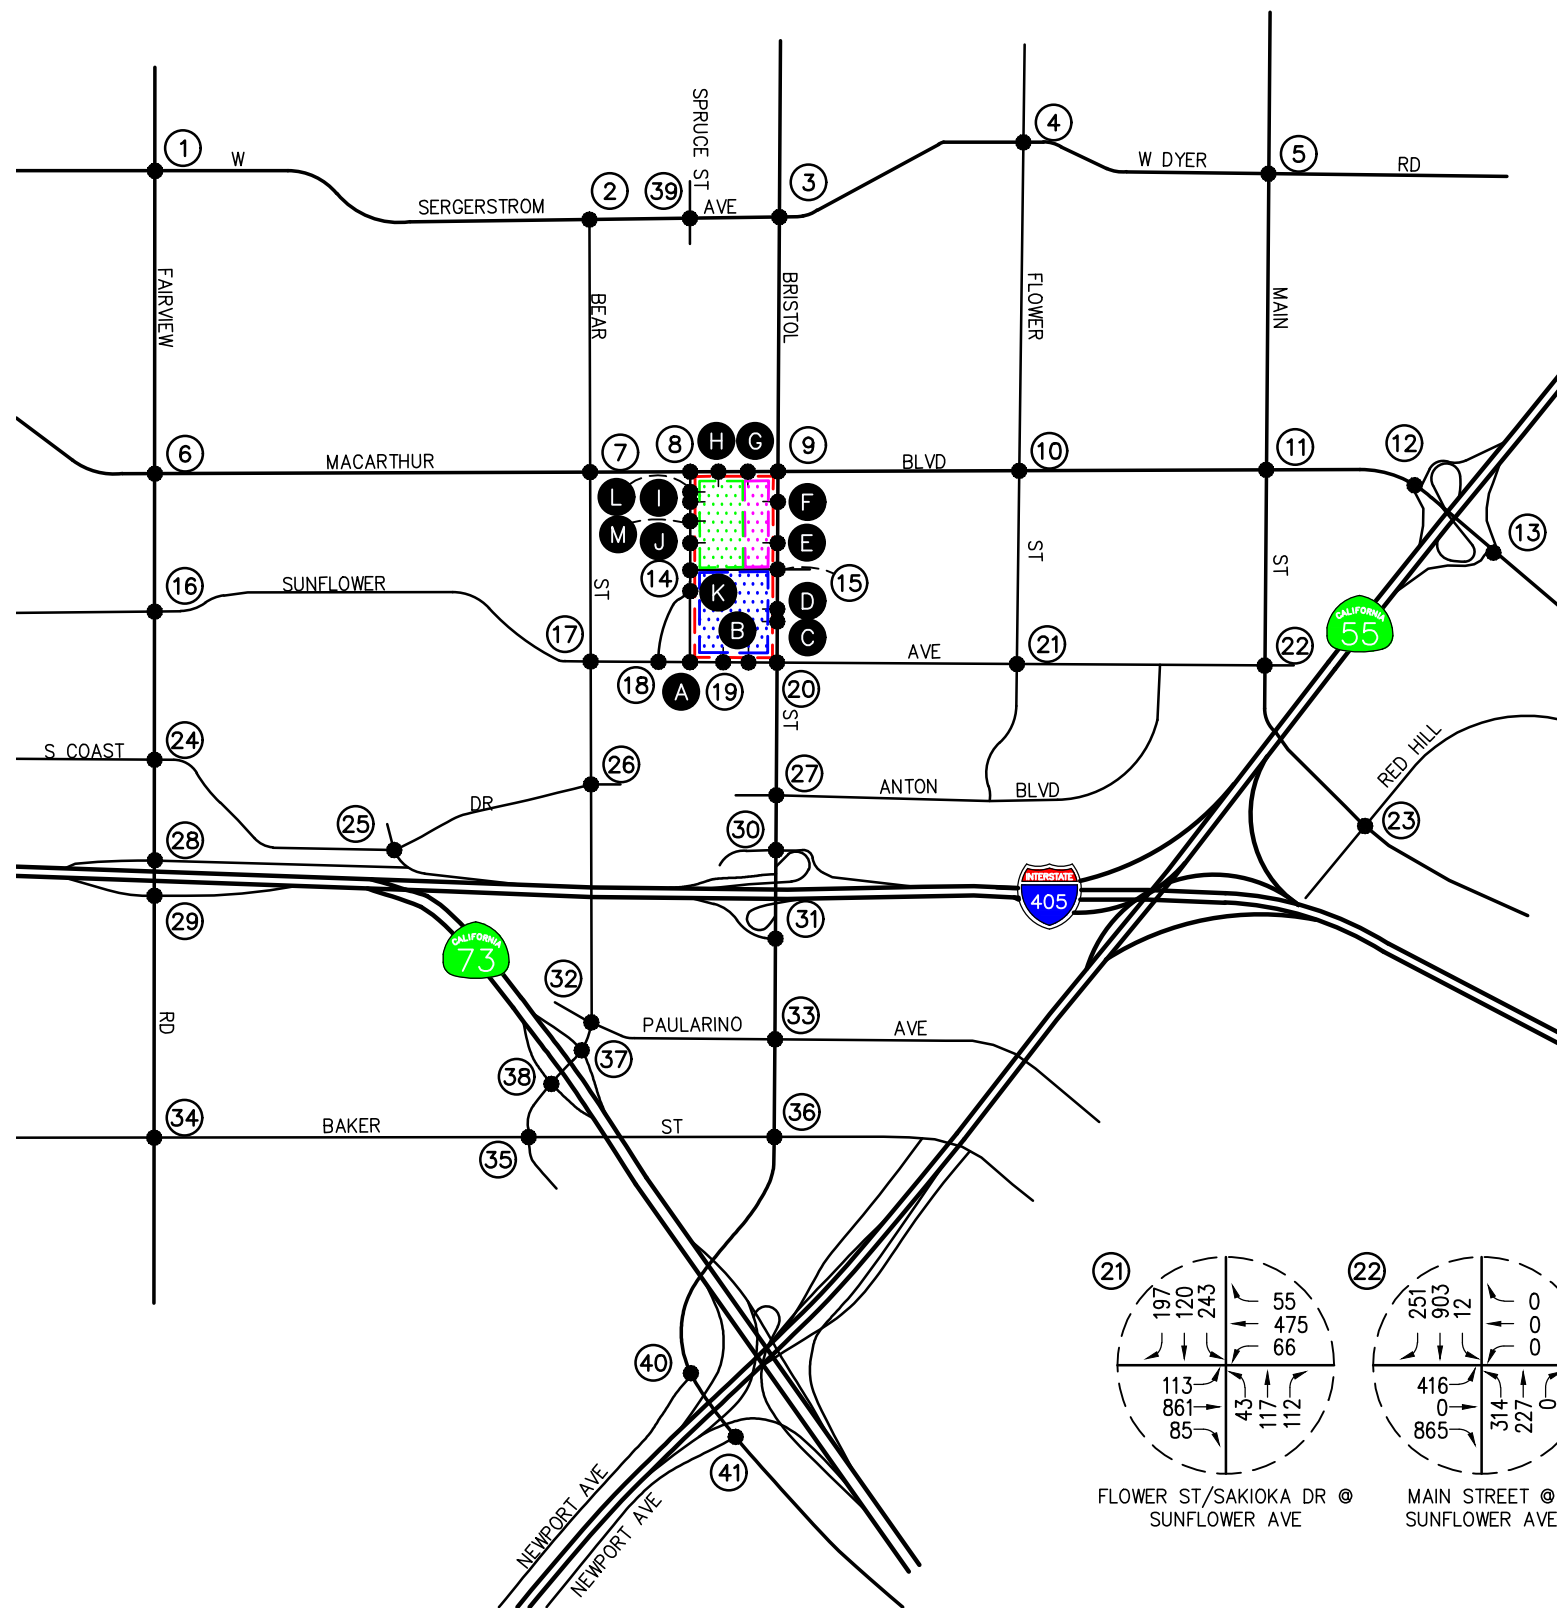 SPRUCE ST
1
W
2
39
AVE
3
4
W DYER
5
RD
SERGERSTROM
FAIRVIEW
BEAR
BRISTOL
FLOWER
MAIN
6
MACARTHUR
7
8
H
G
9
BLVD
10
11
12
L
I
F
M
J
E
13
ST
ST
ST
16
SUNFLOWER
14
K
15
D
CALIFORNIA
55
17
B
C
18
A
19
20
AVE
21
22
ST
24
S COAST
26
27
ANTON
BLVD
RED HILL
DR
25
30
23
28
INTERSTATE
405
29
31
CALIFORNIA
73
32
RD
PAULARINO
33
AVE
37
38
34
BAKER
ST
36
35
40
41
NEWPORT AVE
NEWPORT AVE
21
197
120
243
55
475
66
113
861
85
43
117
112
FLOWER ST/SAKIOKA DR @
SUNFLOWER AVE
22
251
903
12
0
0
0
416
0
865
314
227
0
MAIN STREET @
SUNFLOWER AVE